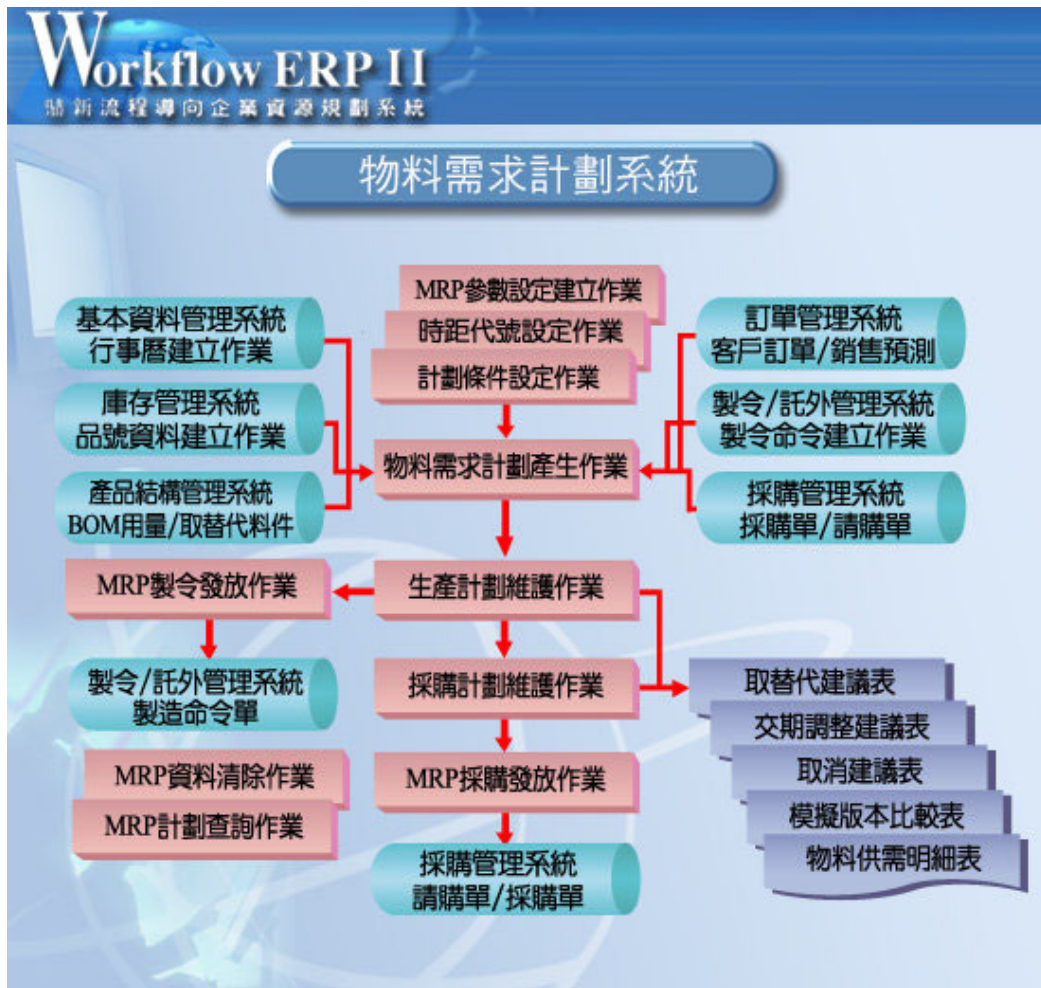 Workflow ERP II
鼎新流程導向企業資源規劃系統
物料需求計劃系統
MRP參數設定建立作業
時距代號設定作業
計劃條件設定作業
基本資料管理系統
行事曆建立作業
庫存管理系統
品號資料建立作業
產品結構管理系統
BOM用量/取替代料件
訂單管理系統
客戶訂單/銷售預測
製令/託外管理系統
製令命令建立作業
採購管理系統
採購單/請購單
物料需求計劃產生作業
MRP製令發放作業
生產計劃維護作業
製令/託外管理系統
製造命令單
採購計劃維護作業
取替代建議表
交期調整建議表
取消建議表
模擬版本比較表
物料供需明細表
MRP資料清除作業
MRP計劃查詢作業
MRP採購發放作業
採購管理系統
請購單/採購單